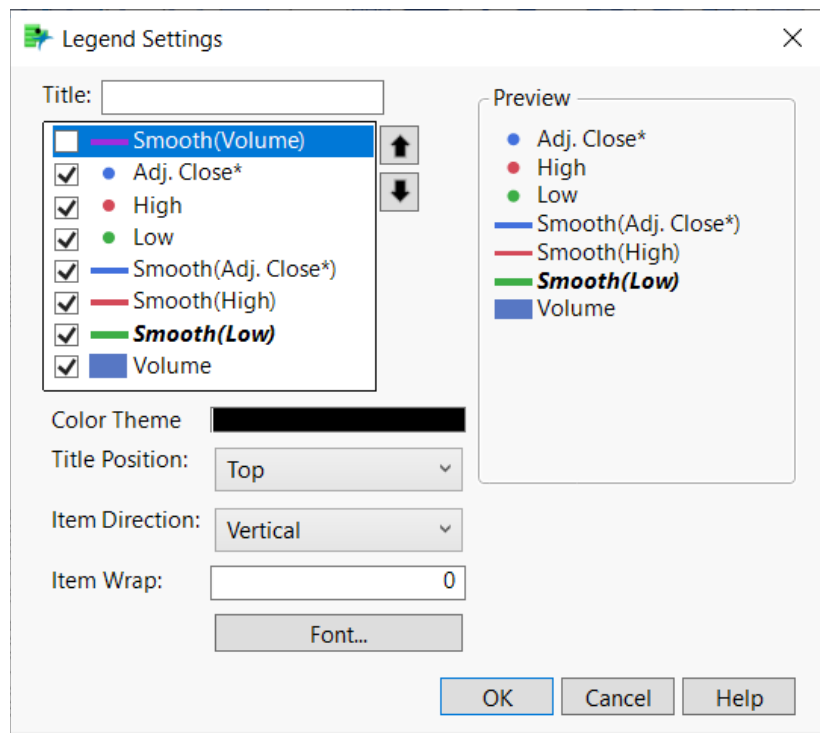 Legend Settings
Title:
Smooth(Volume)
Adj. Close*
High
Low
Smooth(Adj. Close*)
Smooth(High)
Smooth(Low)
Volume
Color Theme
Title Position:
Top
Item Direction:
Vertical
Item Wrap:
0
Font...
Preview
Adj. Close*
High
Low
Smooth(Adj. Close*)
Smooth(High)
Smooth(Low)
Volume
OK
Cancel
Help